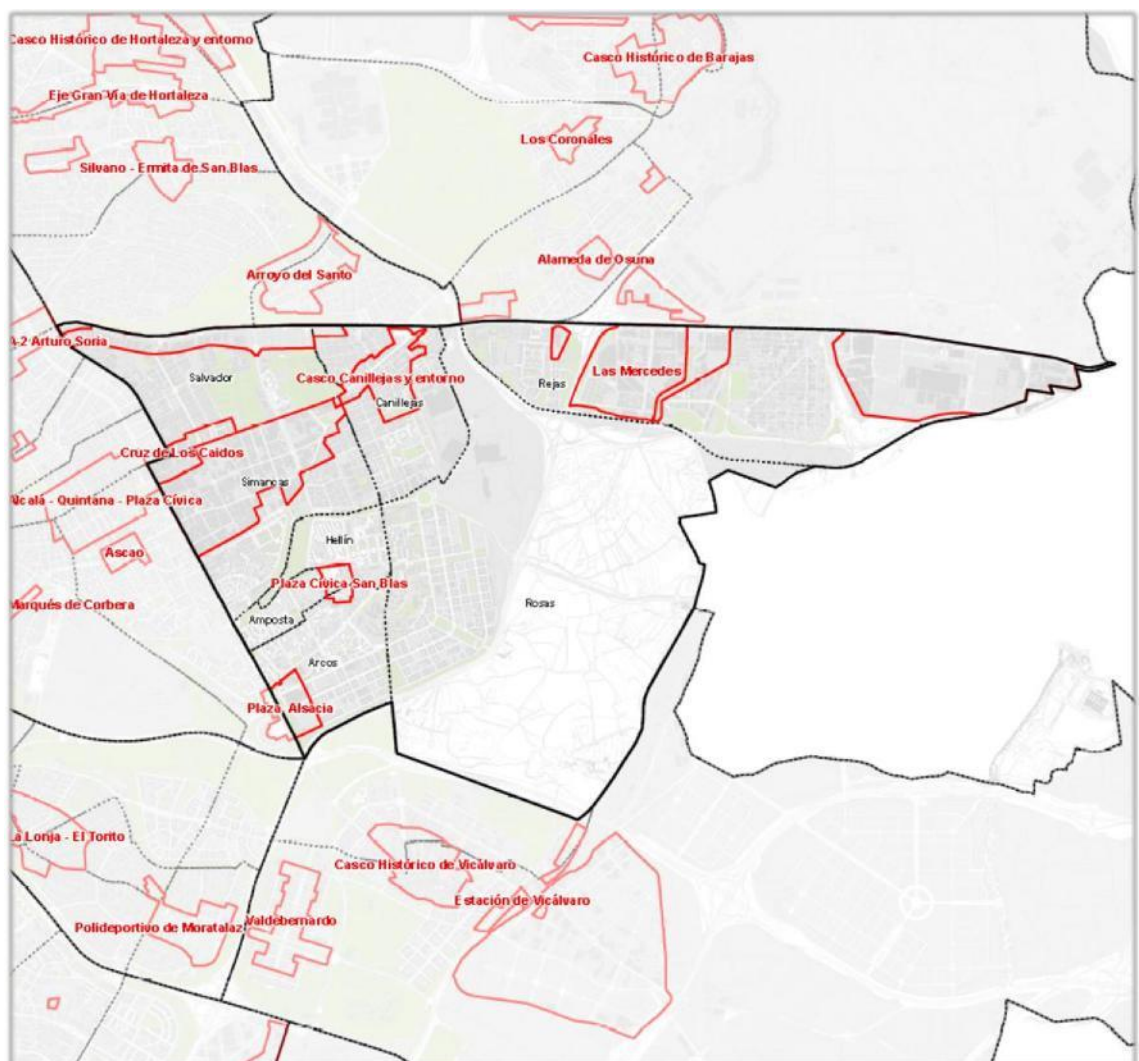 Casco Histórico de Hortaleza y entorno
Casco Histórico de Barajas
Eje Gran Vía de Hortaleza
Los Coronales
Silvano - Ermita de San Blas
Alameda de Osuna
Arroyo del Santo
A-2 Arturo Soria
Salvador
Casco Canillejas y entorno
Las Mercedes
Rejas
Canillejas
Cruz de Los Caidos
Simancas
Alcalá - Quintana - Plaza Cívica
Hellín
Ascao
Plaza Cívica San Blas
Marqués de Corbera
Rosas
Amposta
Arcos
Plaza Alsacia
La Lonja - El Torito
Casco Histórico de Vicálvaro
Estación de Vicálvaro
Polideportivo de Moratalaz
Valdebernardo